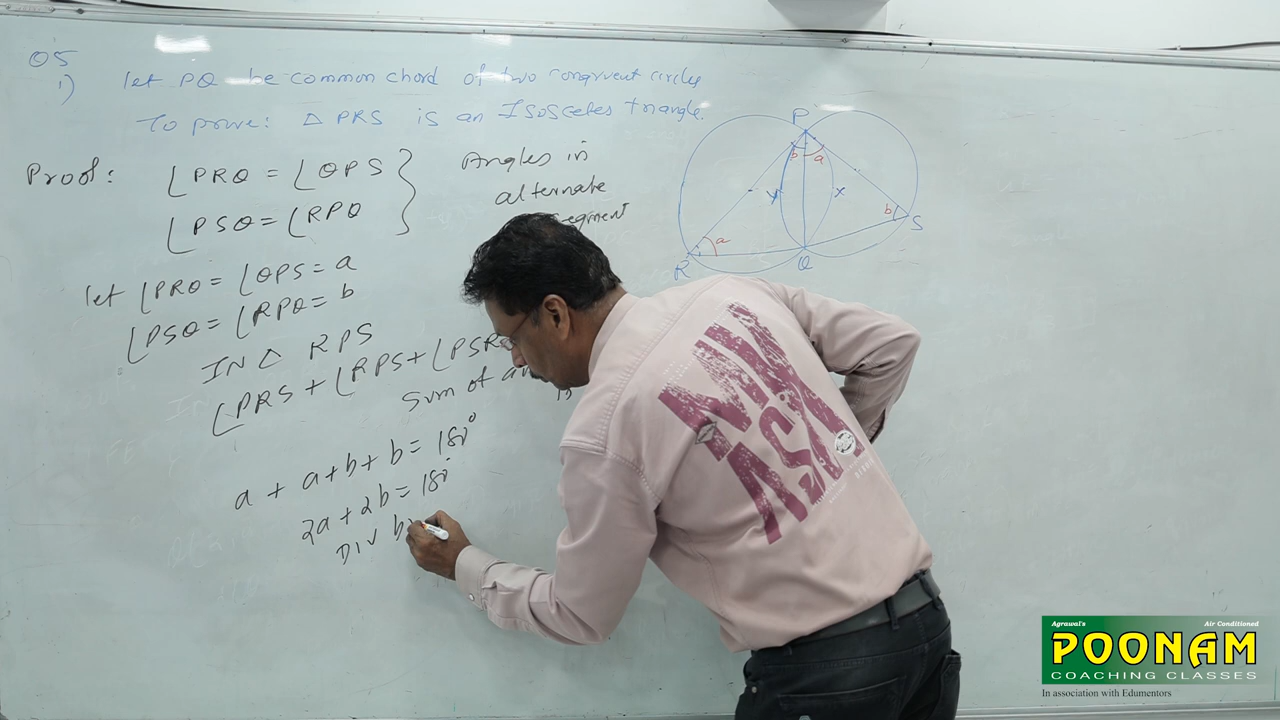 Q5
i) let PQ be common chord of two congruent circles
To prove: Δ PRS is an Isosceles triangle.
Proof: ∠PRQ = ∠QPS
∠PSQ = ∠RPQ
Angles in
alternate
segment
let ∠PRQ = ∠QPS = a
∠PSQ = ∠RPQ = b
IN Δ RPS
∠PRS + ∠RPS + ∠PSR
Sum of
a + a + b + b = 180°
2a + 2b = 180°
Div by
P
b a
y x
b
S
a
R Q
Agrawal's Air Conditioned
POONAM
COACHING CLASSES
In association with Edumentors